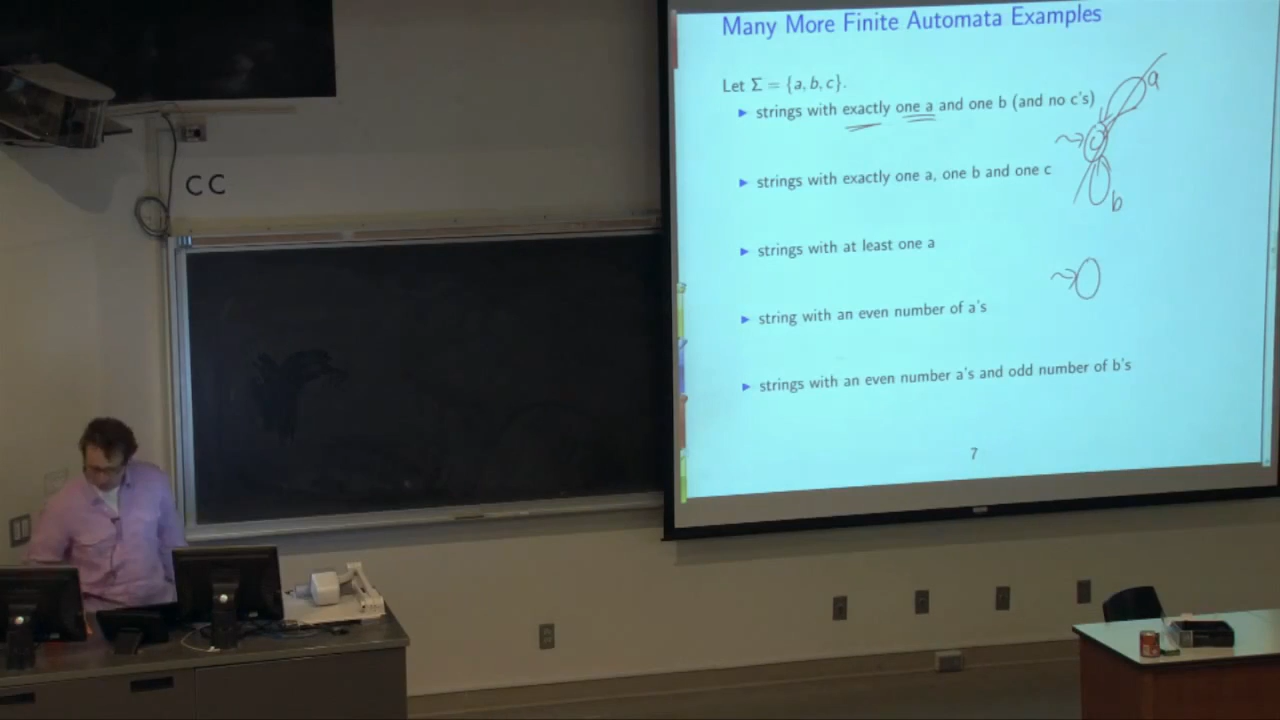 Many More Finite Automata Examples
Let Σ = {a, b, c}.
▶ strings with exactly one a and one b (and no c's)
a
CC
▶ strings with exactly one a, one b and one c
b
▶ strings with at least one a
▶ string with an even number of a's
▶ strings with an even number a's and odd number of b's
7